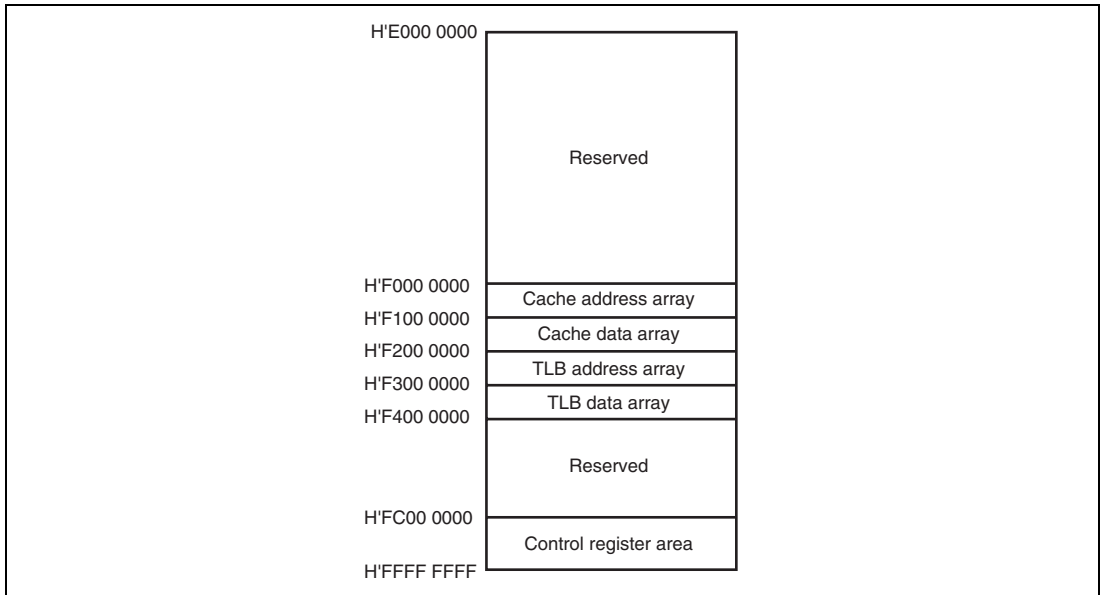 H'E000 0000
Reserved
H'F000 0000
Cache address array
H'F100 0000
Cache data array
H'F200 0000
TLB address array
H'F300 0000
TLB data array
H'F400 0000
Reserved
H'FC00 0000
Control register area
H'FFFF FFFF